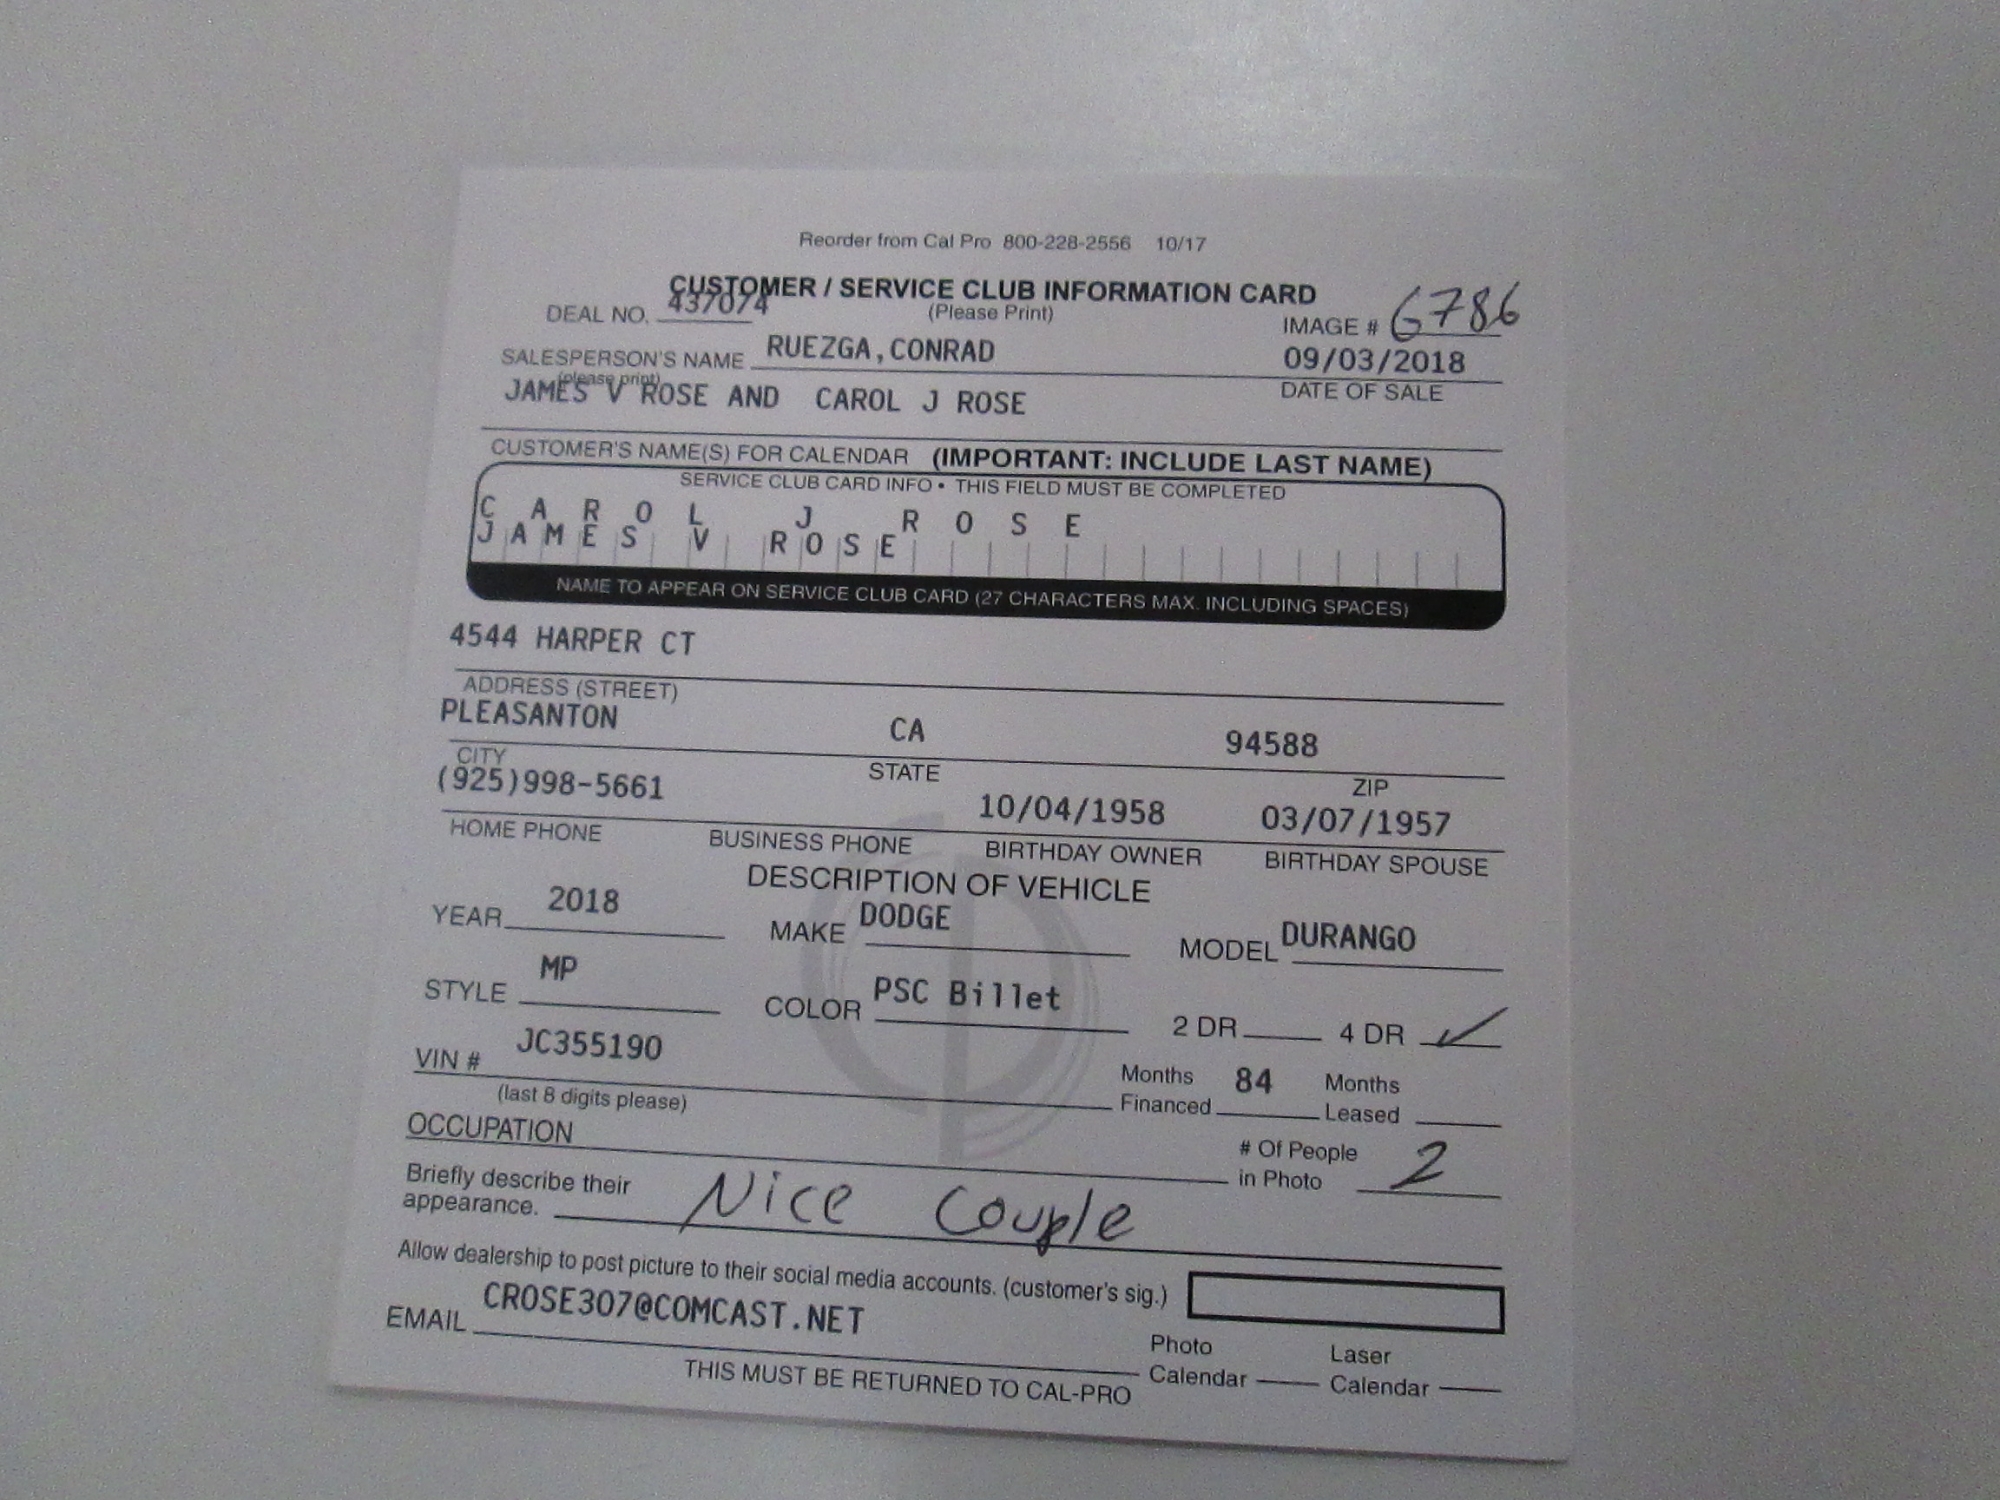 Reorder from Cal Pro 800-228-2556 10/17
CUSTOMER / SERVICE CLUB INFORMATION CARD
(Please Print)
DEAL NO. 437074
IMAGE # 6786
SALESPERSON'S NAME RUEZGA,CONRAD 09/03/2018
(please print) DATE OF SALE
JAMES V ROSE AND CAROL J ROSE
CUSTOMER'S NAME(S) FOR CALENDAR (IMPORTANT: INCLUDE LAST NAME)
SERVICE CLUB CARD INFO • THIS FIELD MUST BE COMPLETED
CAROL J ROSE
JAMES V ROSE
NAME TO APPEAR ON SERVICE CLUB CARD (27 CHARACTERS MAX. INCLUDING SPACES)
4544 HARPER CT
ADDRESS (STREET)
PLEASANTON CA 94588
CITY STATE ZIP
(925)998-5661 10/04/1958 03/07/1957
HOME PHONE BUSINESS PHONE BIRTHDAY OWNER BIRTHDAY SPOUSE
DESCRIPTION OF VEHICLE
YEAR 2018 MAKE DODGE MODEL DURANGO
STYLE MP COLOR PSC Billet 2 DR 4 DR ✓
VIN # JC355190
(last 8 digits please)
Months Financed 84 Months Leased
OCCUPATION
# Of People in Photo 2
Briefly describe their
appearance. Nice Couple
Allow dealership to post picture to their social media accounts. (customer's sig.)
EMAIL CROSE307@COMCAST.NET
Photo Calendar Laser Calendar
THIS MUST BE RETURNED TO CAL-PRO